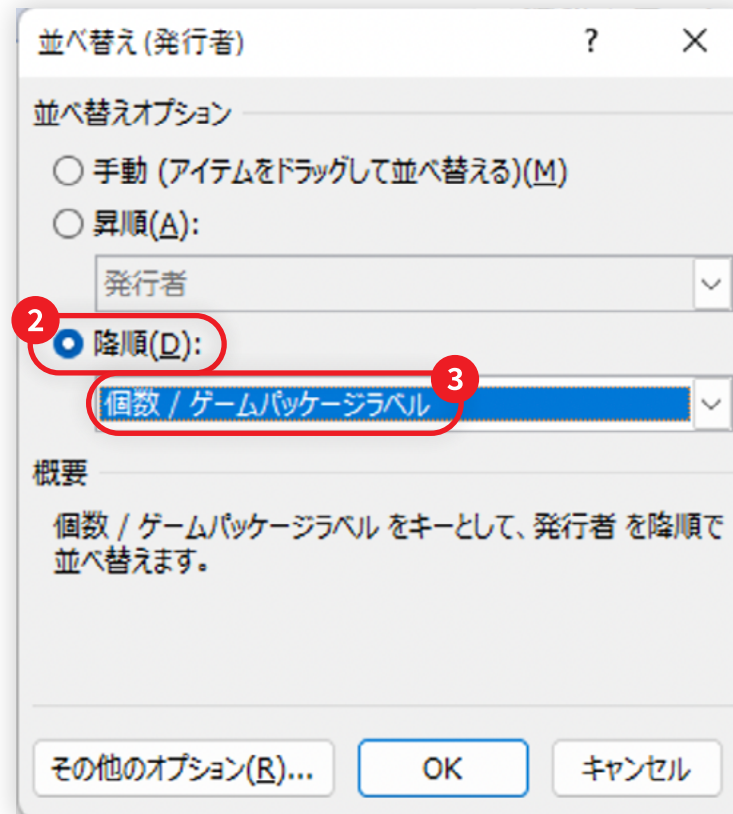 並べ替え (発行者) ?
並べ替えオプション
手動 (アイテムをドラッグして並べ替える)(M)
昇順(A):
発行者
2
降順(D):
3
個数 / ゲームパッケージラベル
概要
個数 / ゲームパッケージラベル をキーとして、発行者 を降順で
並べ替えます。
その他のオプション(R)... OK キャンセル